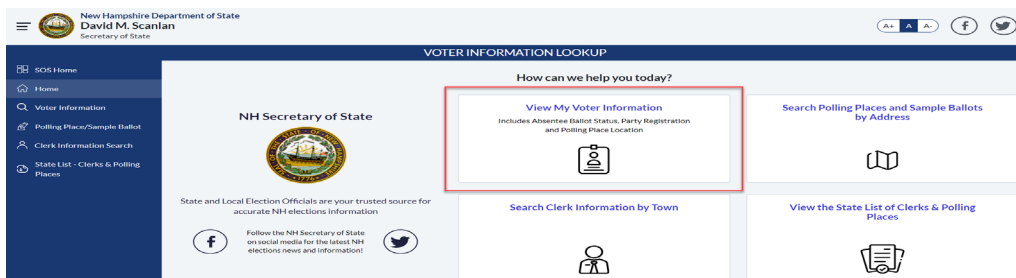 New Hampshire Department of State
David M. Scanlan
Secretary of State
A+ A A-
VOTER INFORMATION LOOKUP
SOS Home
Home
Voter Information
Polling Place/Sample Ballot
Clerk Information Search
State List - Clerks & Polling
Places
How can we help you today?
NH Secretary of State
State and Local Election Officials are your trusted source for
accurate NH elections information
Follow the NH Secretary of State
on social media for the latest NH
elections news and information!
View My Voter Information
Includes Absentee Ballot Status, Party Registration
and Polling Place Location
Search Polling Places and Sample Ballots
by Address
Search Clerk Information by Town
View the State List of Clerks & Polling
Places